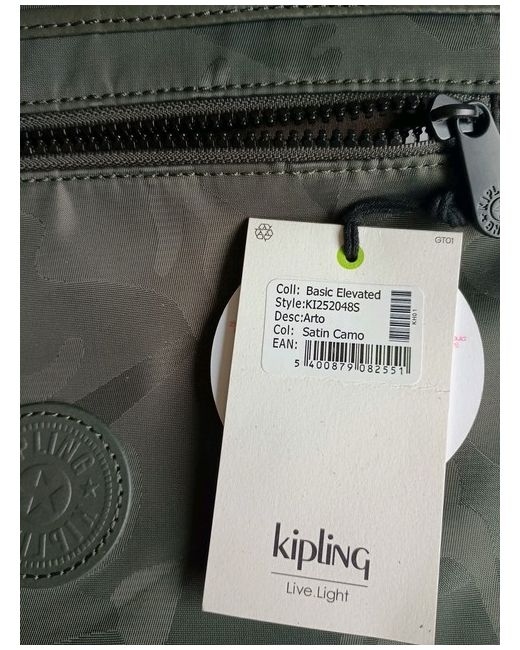 GT01
Coll: Basic Elevated
Style:KI252048S
Desc:Arto
Col: Satin Camo
EAN:
5 400879 082551
KH01
kipling
Live.Light
KIPLING
KIPLING